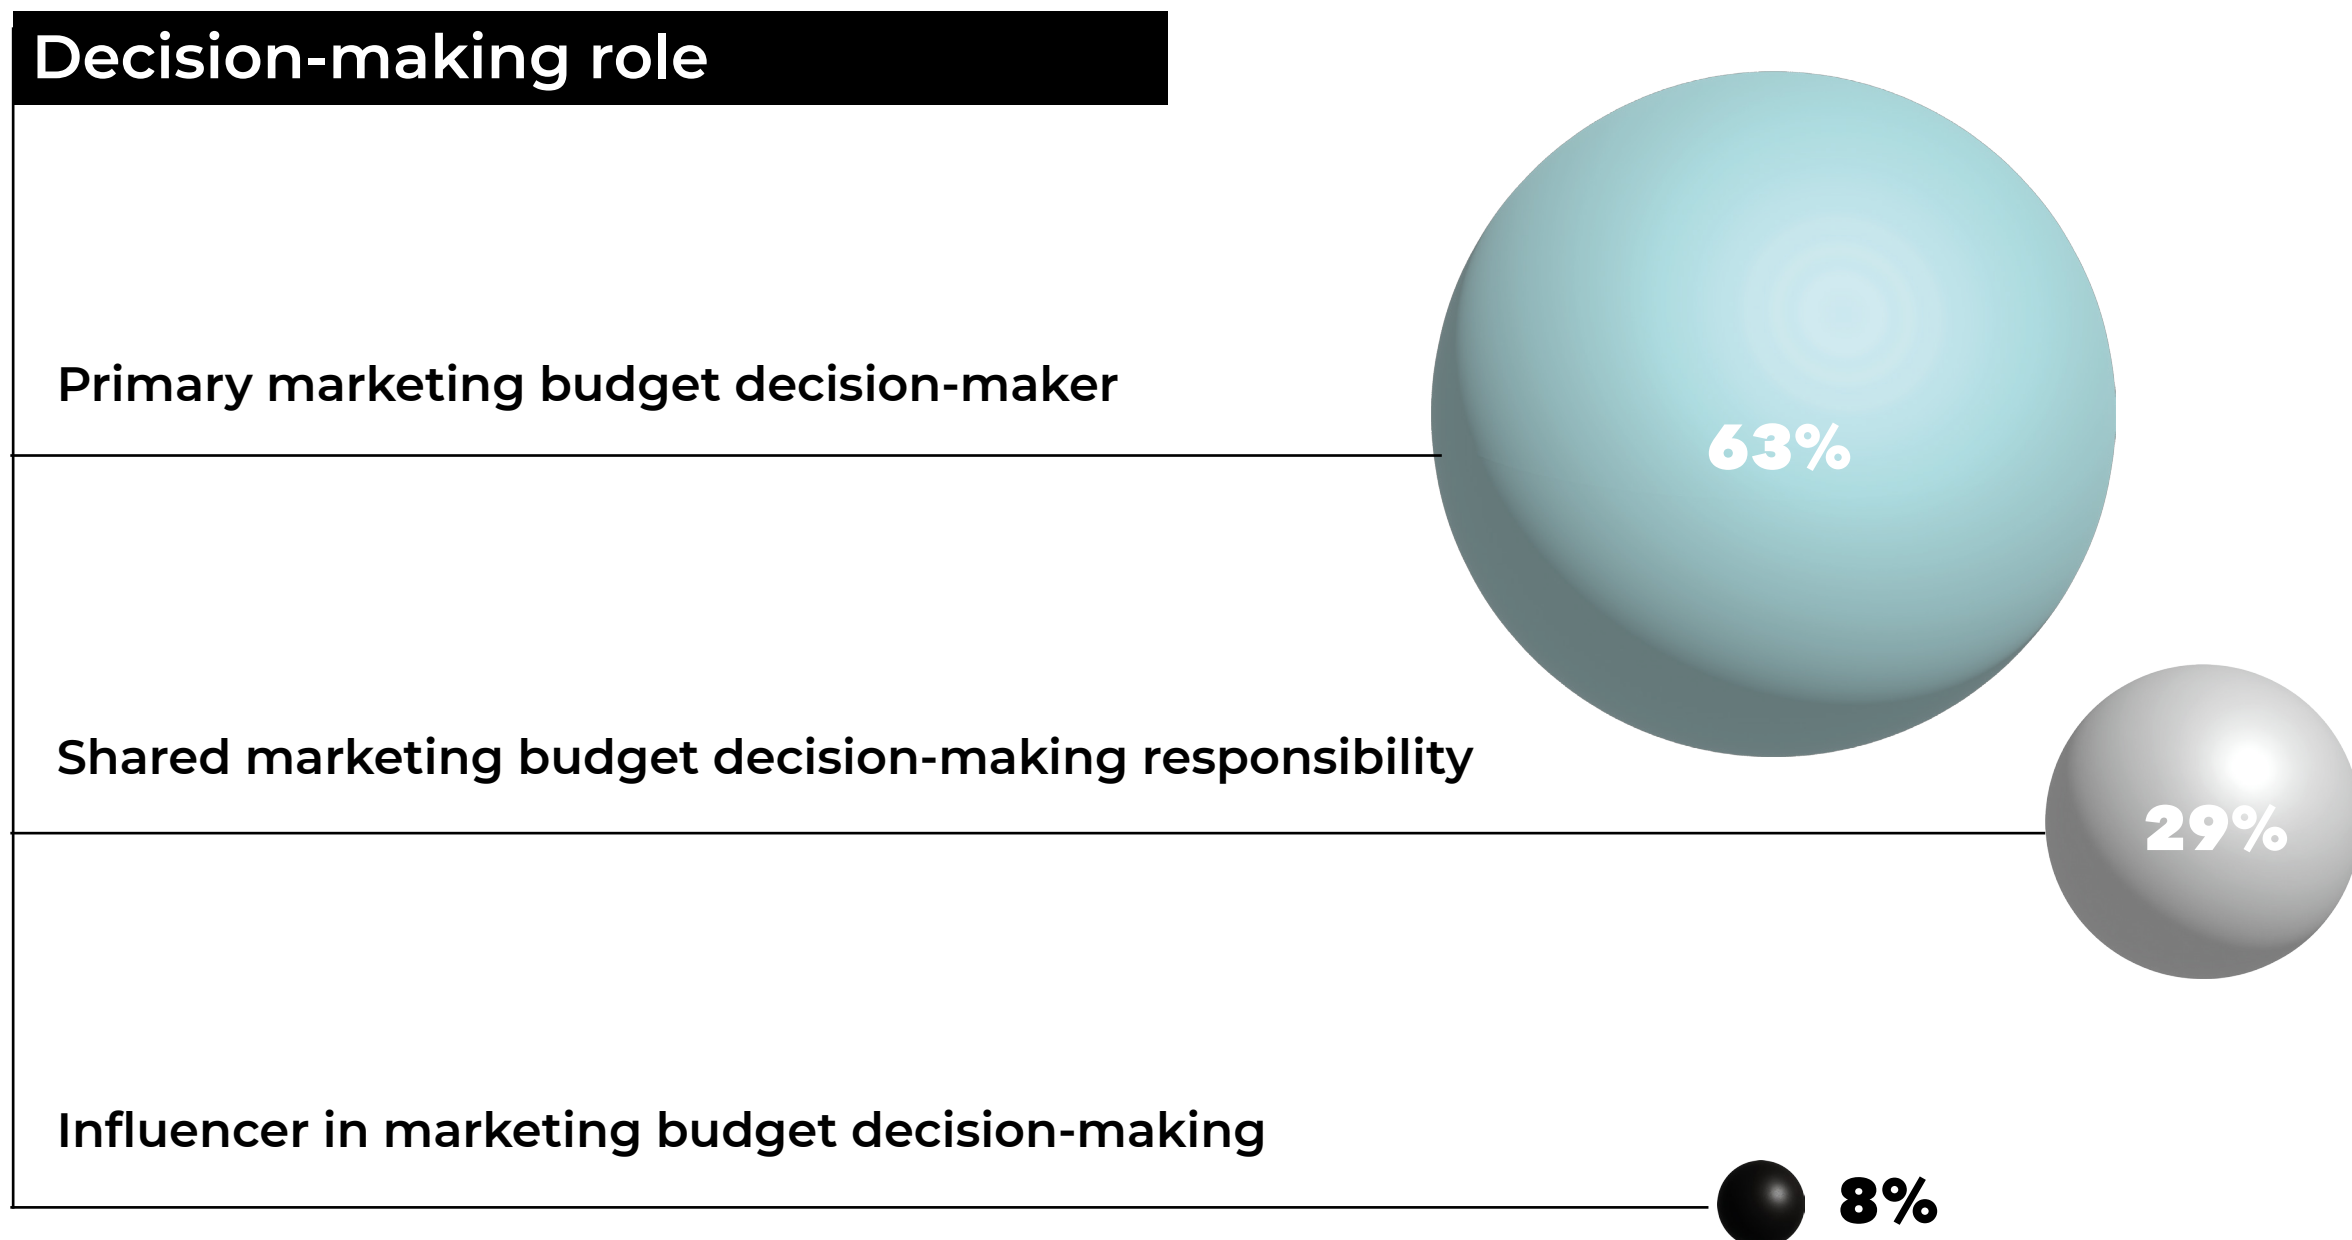 Decision-making role
Primary marketing budget decision-maker
63%
Shared marketing budget decision-making responsibility
29%
Influencer in marketing budget decision-making
8%